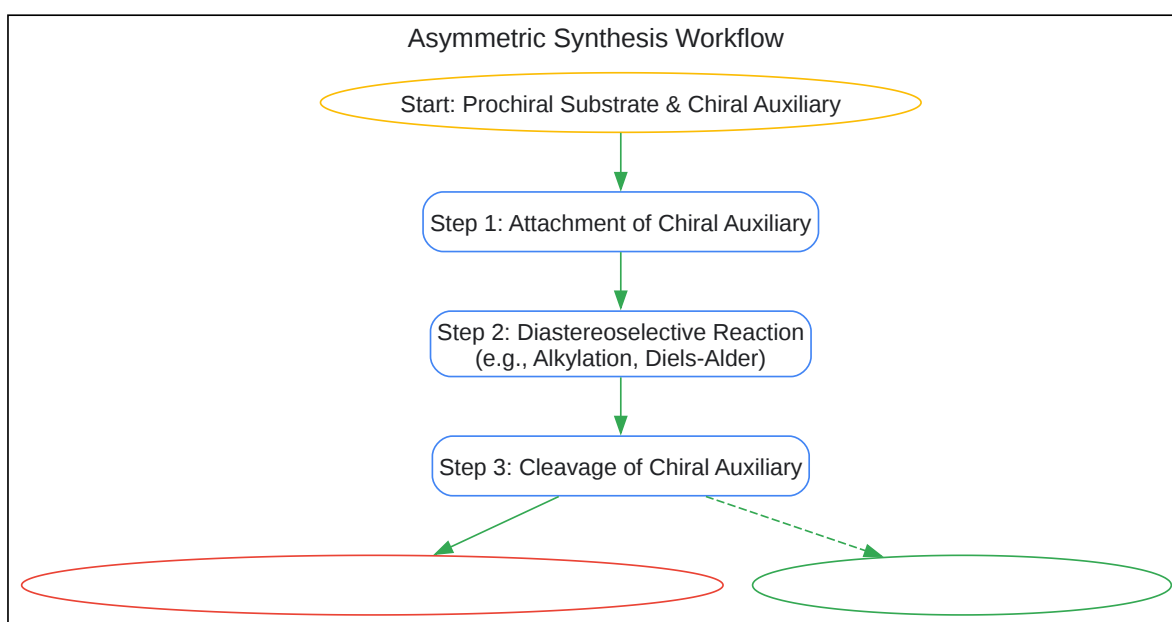 Asymmetric Synthesis Workflow
Start: Prochiral Substrate & Chiral Auxiliary
Step 1: Attachment of Chiral Auxiliary
Step 2: Diastereoselective Reaction
(e.g., Alkylation, Diels-Alder)
Step 3: Cleavage of Chiral Auxiliary